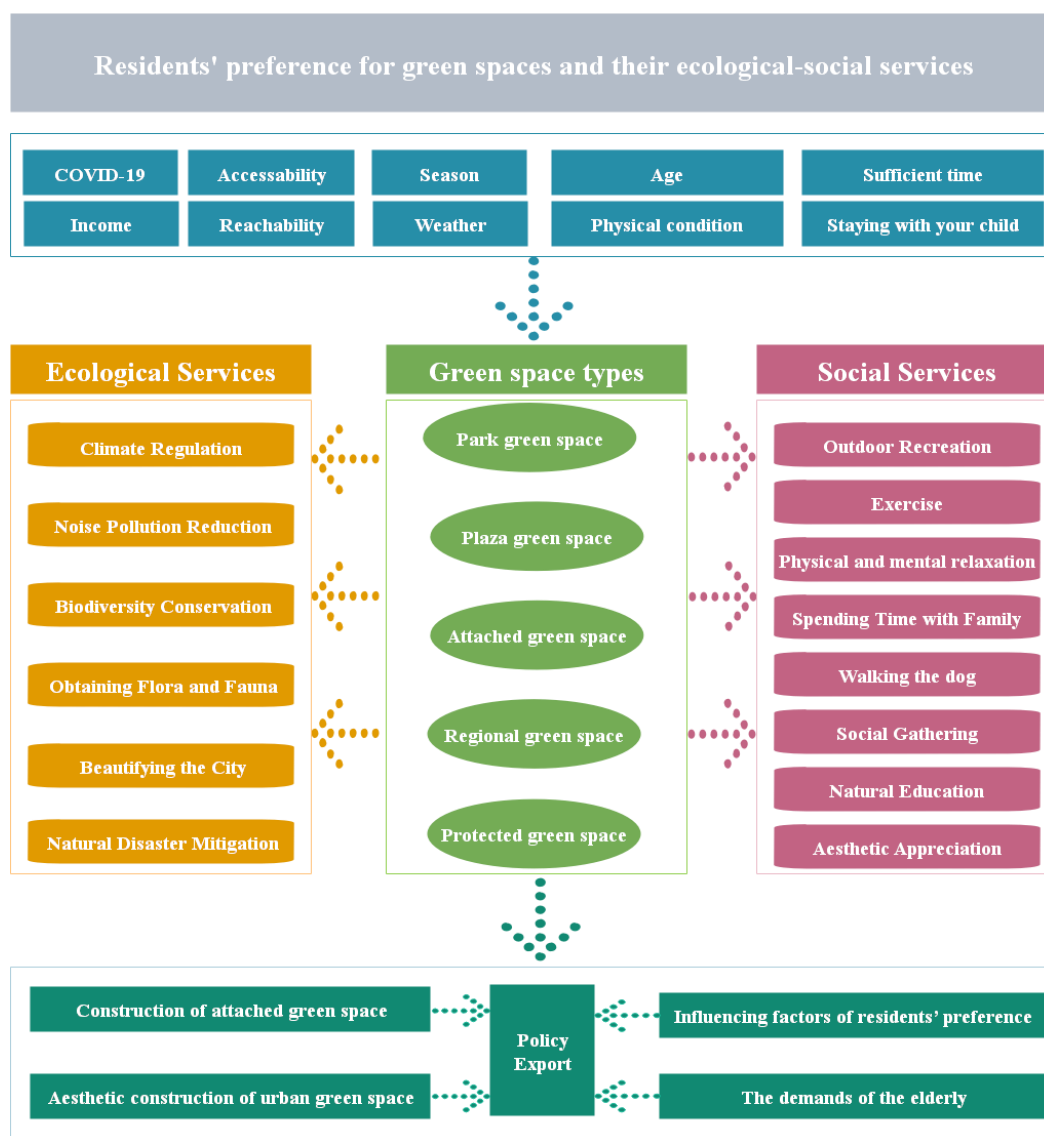 Residents' preference for green spaces and their ecological-social services
COVID-19
Accessability
Season
Age
Sufficient time
Income
Reachability
Weather
Physical condition
Staying with your child
Ecological Services
Climate Regulation
Noise Pollution Reduction
Biodiversity Conservation
Obtaining Flora and Fauna
Beautifying the City
Natural Disaster Mitigation
Green space types
Park green space
Plaza green space
Attached green space
Regional green space
Protected green space
Social Services
Outdoor Recreation
Exercise
Physical and mental relaxation
Spending Time with Family
Walking the dog
Social Gathering
Natural Education
Aesthetic Appreciation
Construction of attached green space
Aesthetic construction of urban green space
Policy
Export
Influencing factors of residents’ preference
The demands of the elderly